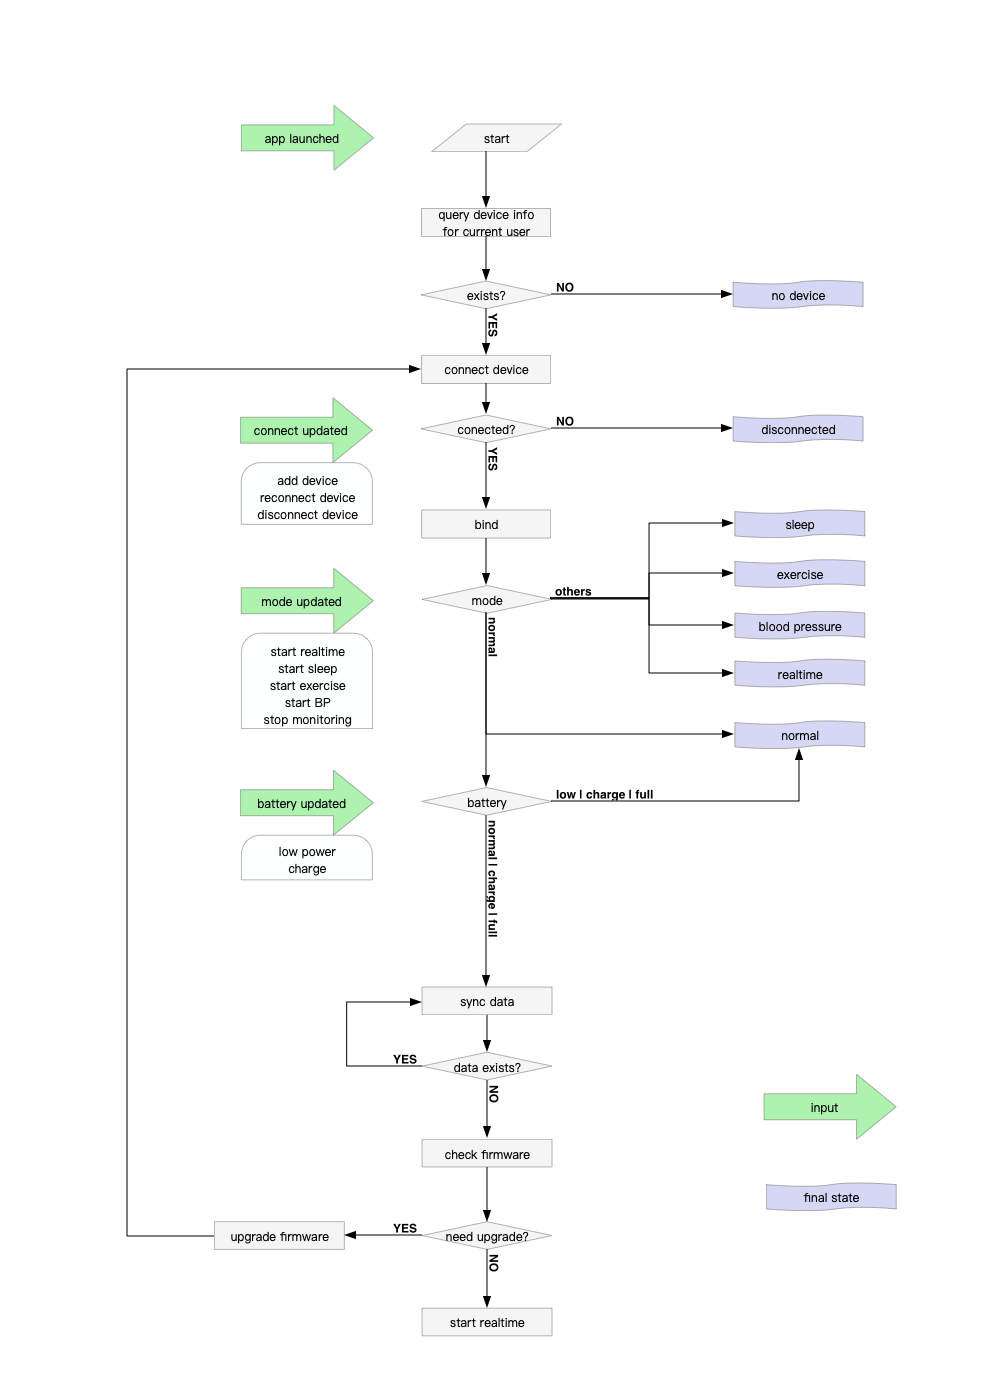 app launched
start
query device info
for current user
exists?
NO
no device
YES
connect device
connect updated
conected?
NO
disconnected
YES
add device
reconnect device
disconnect device
bind
sleep
exercise
mode updated
mode
others
blood pressure
normal
start realtime
start sleep
start exercise
start BP
stop monitoring
realtime
normal
battery updated
battery
low | charge | full
normal | charge | full
low power
charge
sync data
YES
data exists?
NO
input
check firmware
final state
upgrade firmware
YES
need upgrade?
NO
start realtime